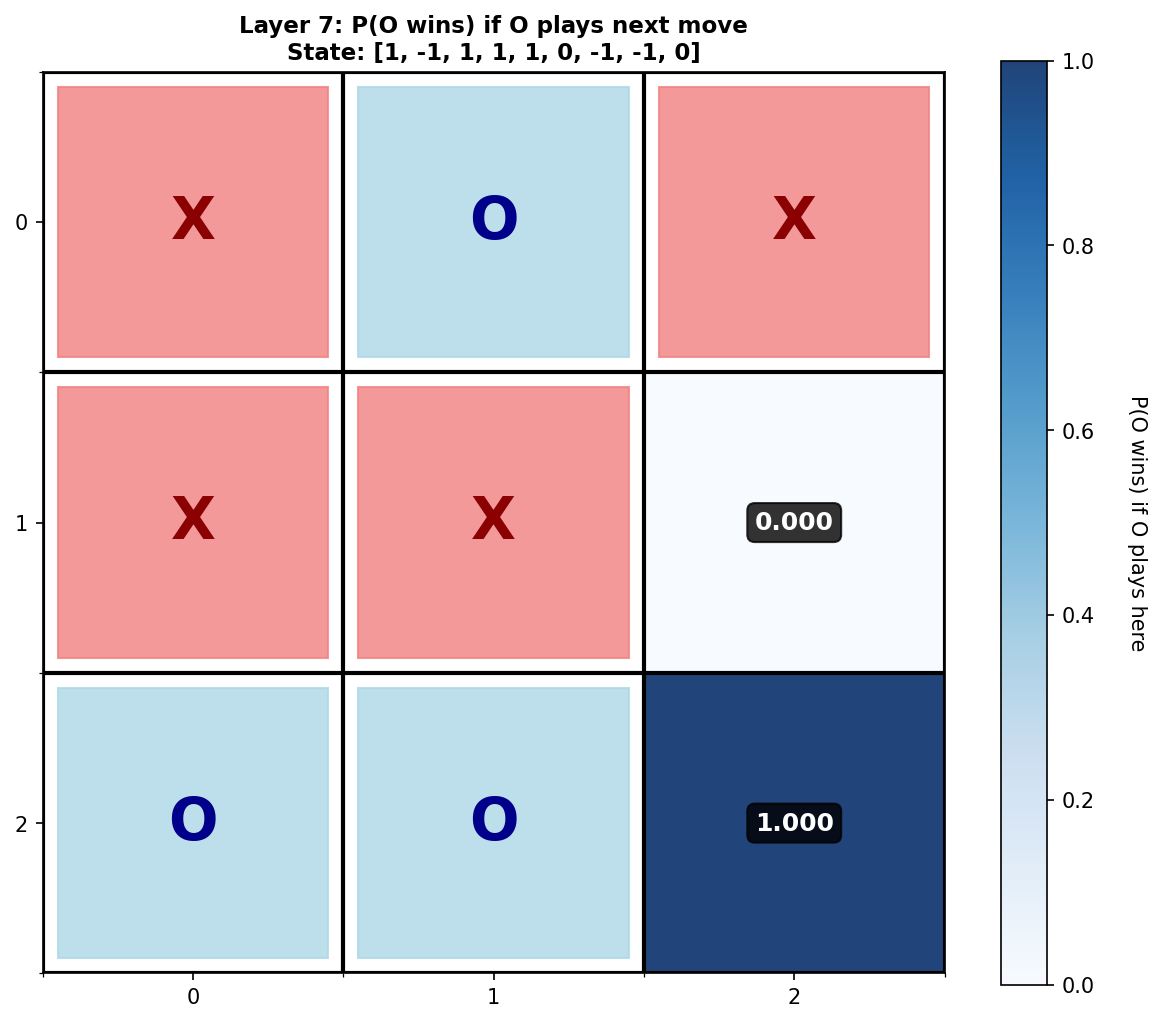 Layer 7: P(O wins) if O plays next move
State: [1, -1, 1, 1, 1, 0, -1, -1, 0]
0
X
O
X
1
X
X
0.000
2
O
O
1.000
0
1
2
1.0
0.8
0.6
0.4
0.2
0.0
P(O wins) if O plays here